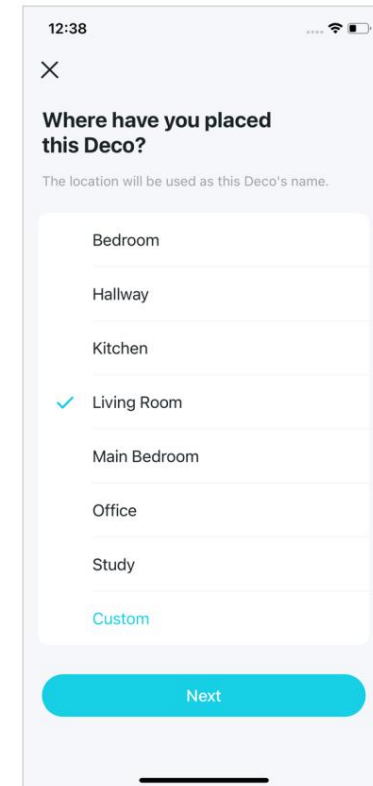 12:38
Where have you placed
this Deco?
The location will be used as this Deco's name.
Bedroom
Hallway
Kitchen
Living Room
Main Bedroom
Office
Study
Custom
Next